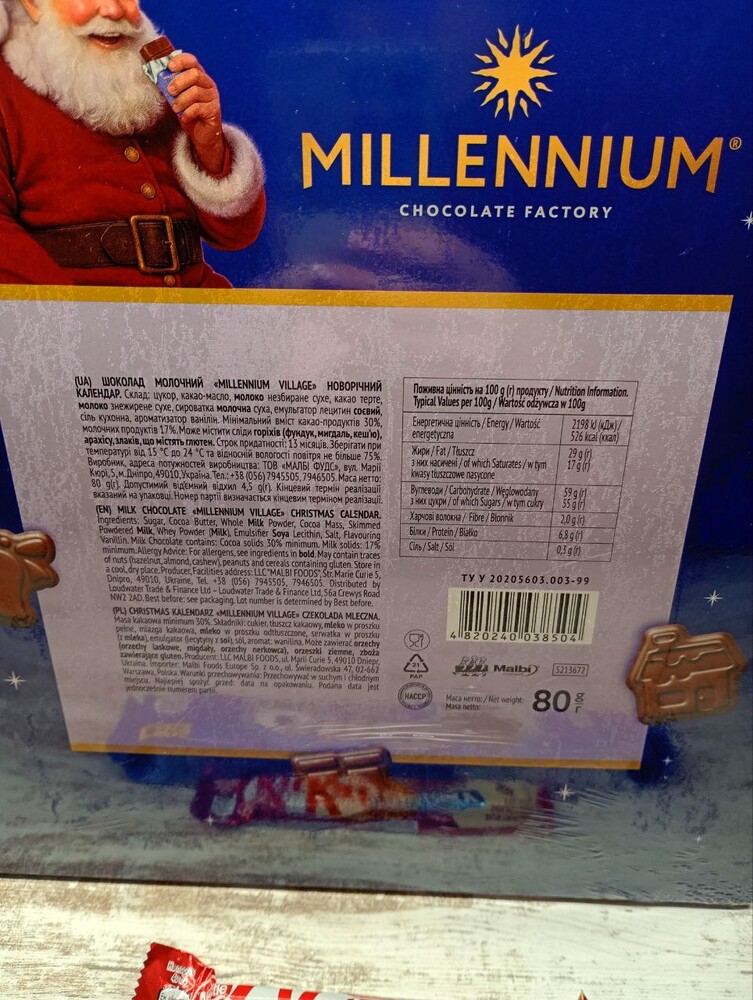 MILLENNIUM®
CHOCOLATE FACTORY
(UA) ШОКОЛАД МОЛОЧНИЙ «MILLENNIUM VILLAGE» НОВОРІЧНИЙ
КАЛЕНДАР. Склад: цукор, какао-масло, молоко незбиране сухе, какао терте,
молоко знежирене сухе, сироватка молочна суха, емульгатор лецитин соєвий,
сіль кухонна, ароматизатор ванілін. Мінімальний вміст какао-продуктів 30%,
молочних продуктів 17%. Може містити сліди горіхів (фундук, мигдаль, кеш'ю),
арахісу, злаків, що містять глютен. Строк придатності: 13 місяців. Зберігати при
температурі від 15 °С до 24 °С та відносній вологості повітря не більше 75%.
Виробник, адреса потужностей виробництва: ТОВ «МАЛБІ ФУДС», вул. Марії
Кюрі, 5, м. Дніпро, 49010, Україна. Тел.: +38 (056) 7945505, 7946505. Маса нетто:
80 g(г). Допустимий від'ємний відхил 4,5 g(г). Кінцевий термін реалізації
вказаний на упаковці. Номер партії визначається кінцевим терміном реалізації.
(EN) MILK CHOCOLATE «MILLENNIUM VILLAGE» CHRISTMAS CALENDAR.
Ingredients: Sugar, Cocoa Butter, Whole Milk Powder, Cocoa Mass, Skimmed
Powdered Milk, Whey Powder (Milk), Emulsifier Soya Lecithin, Salt, Flavouring
Vanillin. Milk Chocolate contains: Cocoa solids 30% minimum. Milk solids: 17%
minimum. Allergy Advice: For allergens, see ingredients in bold. May contain traces
of nuts (hazelnut, almond, cashew), peanuts and cereals containing gluten. Store in
a cool, dry place. Producer, Facilities address: LLC "MALBI FOODS", Str. Marie Curie 5,
Dnipro, 49010, Ukraine, Tel. +38 (056) 7945505, 7946505. Distributed by
Loudwater Trade & Finance Ltd – Loudwater Trade & Finance Ltd, 56a Crewys Road
NW2 2AD. Best before: see packaging. Lot number is determined by Best before.
(PL) CHRISTMAS KALENDARZ «MILLENNIUM VILLAGE» CZEKOLADA MLECZNA.
Masa kakaowa minimum 30%. Składniki: cukier, tłuszcz kakaowy, mleko w proszku
pełne, miazga kakaowa, mleko w proszku odtłuszczone, serwatka w proszku
(z mleka), emulgator (lecytyny z soi), sól, aromat: wanilina. Może zawierać orzechy
(orzechy laskowe, migdały, orzechy nerkowca), orzeszki ziemne, zboża
zawierające gluten. Producent: LLC MALBI FOODS, ul. Marii Curie 5, 49010 Dniepr,
Ukraina. Importer: Malbi Foods Europe Sp. z o.o., ul. Świeradowska 47, 02-662
Warszawa, Polska. Warunki przechowywania: Przechowywać w suchym i chłodnym
miejscu. Najlepiej spożyć przed: data na opakowaniu. Podana data jest
jednocześnie numerem partii.
Поживна цінність на 100 g (г) продукту / Nutrition Information.
Typical Values per 100g / Wartość odżywcza w 100g
Енергетична цінність / Energy / Wartość
energetyczna
2198 kJ (кДж)/
526 kcal (ккал)
Жири / Fat / Tłuszcz
з них насичені / of which Saturates / w tym
kwasy tłuszczowe nasycone
29 g (г)
17 g (г)
Вуглеводи / Carbohydrate / Węglowodany
з них цукри / of which Sugars / w tym cukry
59 g (г)
55 g (г)
Харчові волокна / Fibre / Błonnik
2,0 g (г)
Білки / Protein / Białko
6,8 g (г)
Сіль / Salt / Sól
0,3 g (г)
ТУ У 20205603.003-99
4 820240 038504
21
PAP
Malbi
5213672
HACCP
Маса нетто: / Net weight:
Masa netto:
80 g
г